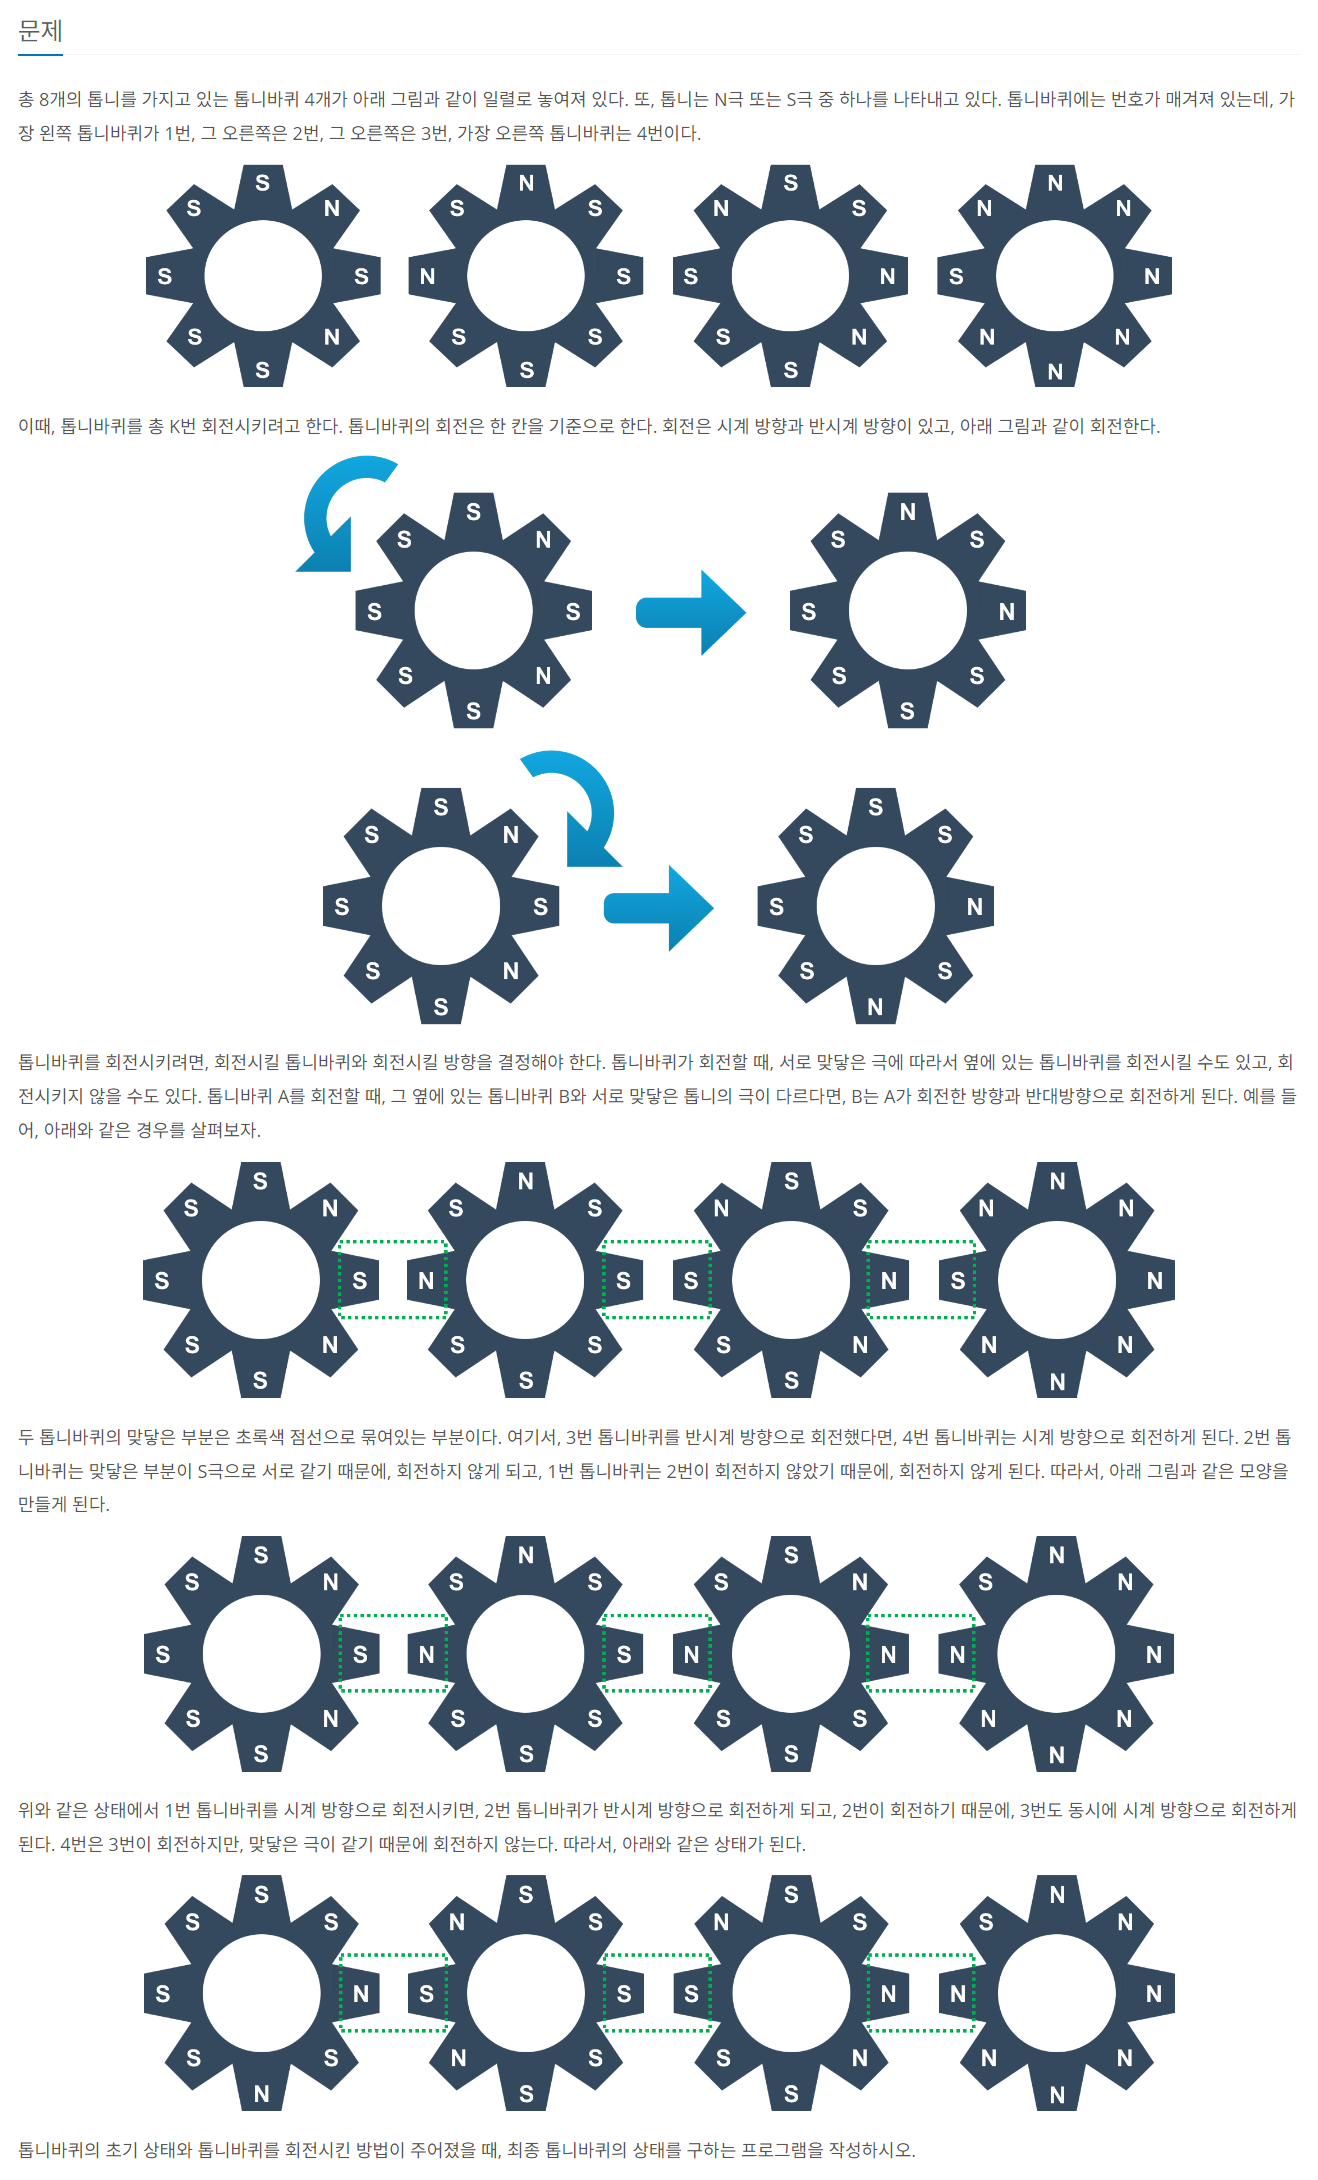 문제
총 8개의 톱니를 가지고 있는 톱니바퀴 4개가 아래 그림과 같이 일렬로 놓여져 있다. 또, 톱니는 N극 또는 S극 중 하나를 나타내고 있다. 톱니바퀴에는 번호가 매겨져 있는데, 가
장 왼쪽 톱니바퀴가 1번, 그 오른쪽은 2번, 그 오른쪽은 3번, 가장 오른쪽 톱니바퀴는 4번이다.
S N S N
S N S S N S N N
S S N S S N S N
S N S S S N N N
S S S N
이때, 톱니바퀴를 총 K번 회전시키려고 한다. 톱니바퀴의 회전은 한 칸을 기준으로 한다. 회전은 시계 방향과 반시계 방향이 있고, 아래 그림과 같이 회전한다.
S N
S N S S
S S S N
S N S S
S S
S S
S N S S
S S S N
S N S S
S N
톱니바퀴를 회전시키려면, 회전시킬 톱니바퀴와 회전시킬 방향을 결정해야 한다. 톱니바퀴가 회전할 때, 서로 맞닿은 극에 따라서 옆에 있는 톱니바퀴를 회전시킬 수도 있고, 회
전시키지 않을 수도 있다. 톱니바퀴 A를 회전할 때, 그 옆에 있는 톱니바퀴 B와 서로 맞닿은 톱니의 극이 다르다면, B는 A가 회전한 방향과 반대방향으로 회전하게 된다. 예를 들
어, 아래와 같은 경우를 살펴보자.
S N S N
S N S S N S N N
S S N S S N S N
S N S S S N N N
S S S N
두 톱니바퀴의 맞닿은 부분은 초록색 점선으로 묶여있는 부분이다. 여기서, 3번 톱니바퀴를 반시계 방향으로 회전했다면, 4번 톱니바퀴는 시계 방향으로 회전하게 된다. 2번 톱
니바퀴는 맞닿은 부분이 S극으로 서로 같기 때문에, 회전하지 않게 되고, 1번 톱니바퀴는 2번이 회전하지 않았기 때문에, 회전하지 않게 된다. 따라서, 아래 그림과 같은 모양을
만들게 된다.
S N S N
S N S S S N S N
S S N S N N N N
S N S S S S N N
S S S N
위와 같은 상태에서 1번 톱니바퀴를 시계 방향으로 회전시키면, 2번 톱니바퀴가 반시계 방향으로 회전하게 되고, 2번이 회전하기 때문에, 3번도 동시에 시계 방향으로 회전하게
된다. 4번은 3번이 회전하지만, 맞닿은 극이 같기 때문에 회전하지 않는다. 따라서, 아래와 같은 상태가 된다.
S S S N
S S N S N S S N
S N S S S N N N
S S N S S N N N
N S S N
톱니바퀴의 초기 상태와 톱니바퀴를 회전시킨 방법이 주어졌을 때, 최종 톱니바퀴의 상태를 구하는 프로그램을 작성하시오.